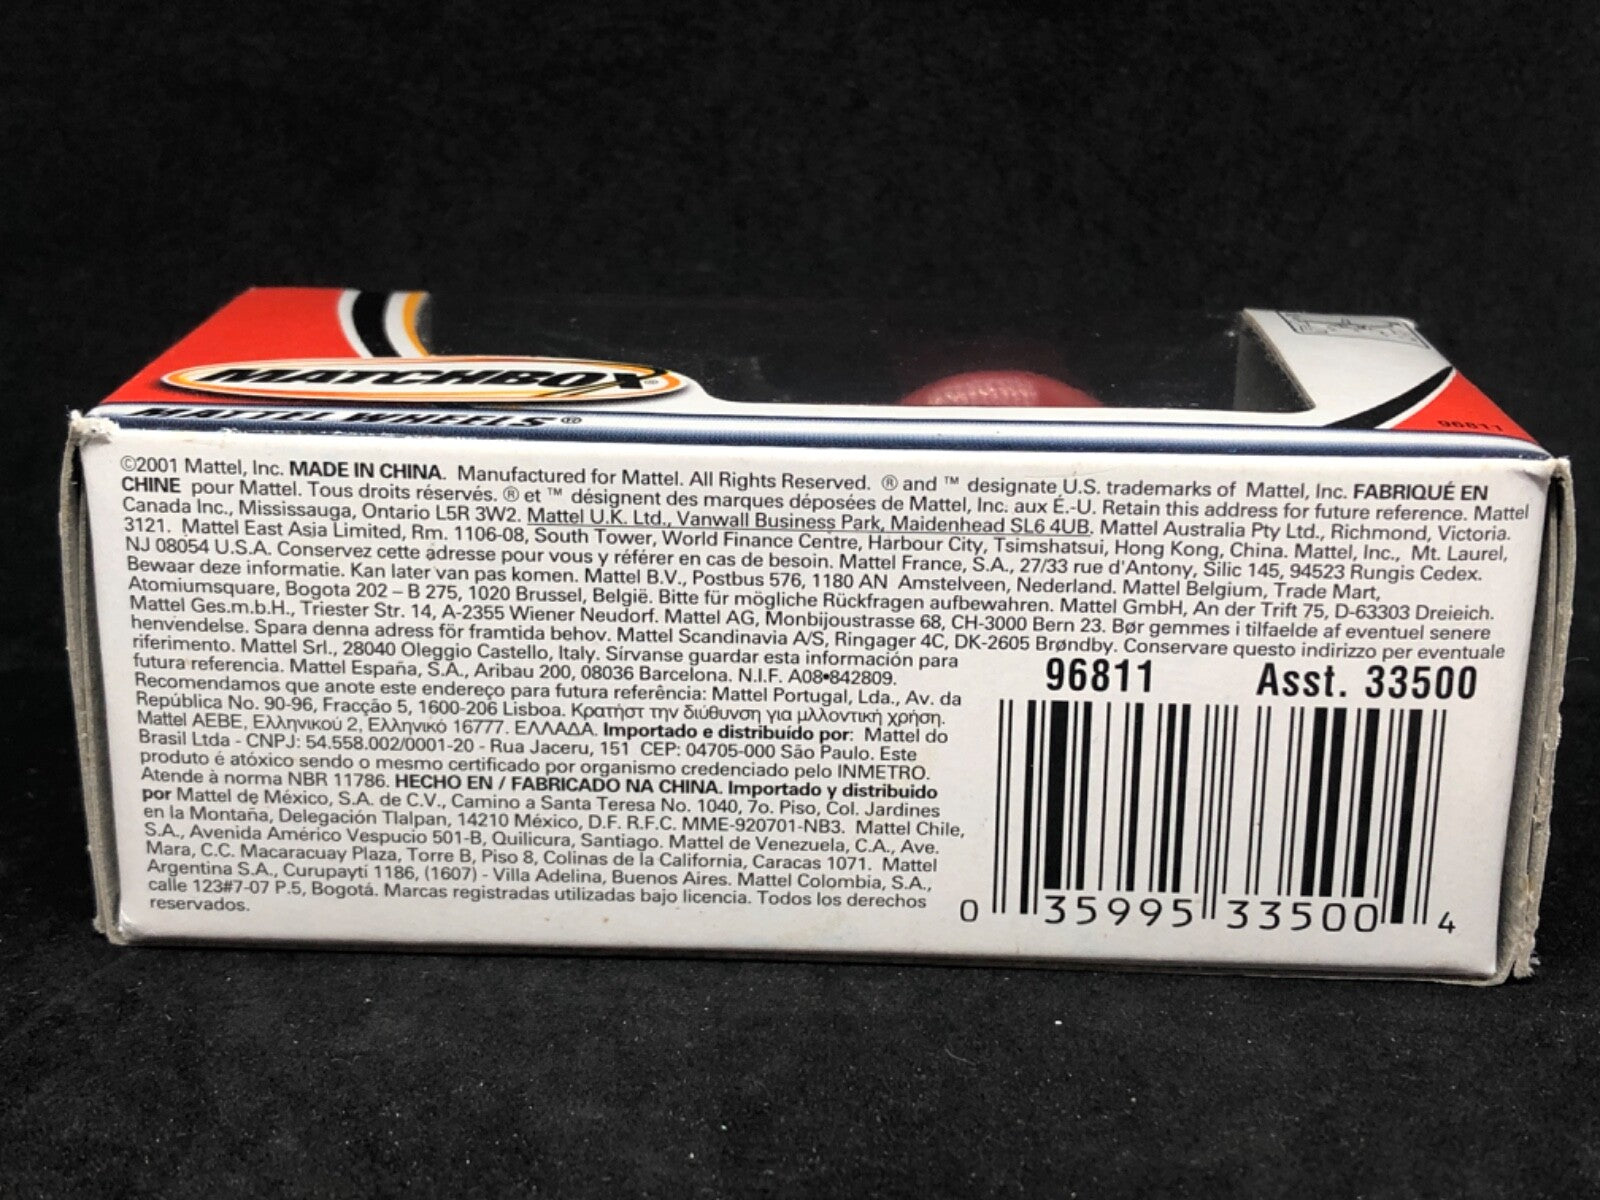 MATCHBOX®
MATTEL WHEELS®
96811
©2001 Mattel, Inc. MADE IN CHINA. Manufactured for Mattel. All Rights Reserved. ® and ™ designate U.S. trademarks of Mattel, Inc. FABRIQUÉ EN
CHINE pour Mattel. Tous droits réservés. ® et ™ désignent des marques déposées de Mattel, Inc. aux É.-U. Retain this address for future reference. Mattel
Canada Inc., Mississauga, Ontario L5R 3W2. Mattel U.K. Ltd., Vanwall Business Park, Maidenhead SL6 4UB. Mattel Australia Pty Ltd., Richmond, Victoria.
3121. Mattel East Asia Limited, Rm. 1106-08, South Tower, World Finance Centre, Harbour City, Tsimshatsui, Hong Kong, China. Mattel, Inc., Mt. Laurel,
NJ 08054 U.S.A. Conservez cette adresse pour vous y référer en cas de besoin. Mattel France, S.A., 27/33 rue d'Antony, Silic 145, 94523 Rungis Cedex.
Bewaar deze informatie. Kan later van pas komen. Mattel B.V., Postbus 576, 1180 AN Amstelveen, Nederland. Mattel Belgium, Trade Mart,
Atomiumsquare, Bogota 202 – B 275, 1020 Brussel, België. Bitte für mögliche Rückfragen aufbewahren. Mattel GmbH, An der Trift 75, D-63303 Dreieich.
Mattel Ges.m.b.H., Triester Str. 14, A-2355 Wiener Neudorf. Mattel AG, Monbijoustrasse 68, CH-3000 Bern 23. Bør gemmes i tilfaelde af eventuel senere
henvendelse. Spara denna adress för framtida behov. Mattel Scandinavia A/S, Ringager 4C, DK-2605 Brøndby. Conservare questo indirizzo per eventuale
riferimento. Mattel Srl., 28040 Oleggio Castello, Italy. Sírvanse guardar esta información para
futura referencia. Mattel España, S.A., Aribau 200, 08036 Barcelona. N.I.F. A08•842809.
Recomendamos que anote este endereço para futura referência: Mattel Portugal, Lda., Av. da
República No. 90-96, Fracção 5, 1600-206 Lisboa. Κρατήστ την διύθυνση για μλλοντική χρήση.
Mattel AEBE, Ελληνικού 2, Ελληνικό 16777. ΕΛΛΑΔΑ. Importado e distribuído por: Mattel do
Brasil Ltda - CNPJ: 54.558.002/0001-20 - Rua Jaceru, 151 CEP: 04705-000 São Paulo. Este
produto é atóxico sendo o mesmo certificado por organismo credenciado pelo INMETRO.
Atende à norma NBR 11786. HECHO EN / FABRICADO NA CHINA. Importado y distribuido
por Mattel de México, S.A. de C.V., Camino a Santa Teresa No. 1040, 7o. Piso, Col. Jardines
en la Montaña, Delegación Tlalpan, 14210 México, D.F. R.F.C. MME-920701-NB3. Mattel Chile,
S.A., Avenida Américo Vespucio 501-B, Quilicura, Santiago. Mattel de Venezuela, C.A., Ave.
Mara, C.C. Macaracuay Plaza, Torre B, Piso 8, Colinas de la California, Caracas 1071. Mattel
Argentina S.A., Curupaytí 1186, (1607) - Villa Adelina, Buenos Aires. Mattel Colombia, S.A.,
calle 123#7-07 P.5, Bogotá. Marcas registradas utilizadas bajo licencia. Todos los derechos
reservados.
96811 Asst. 33500
0 35995 33500 4